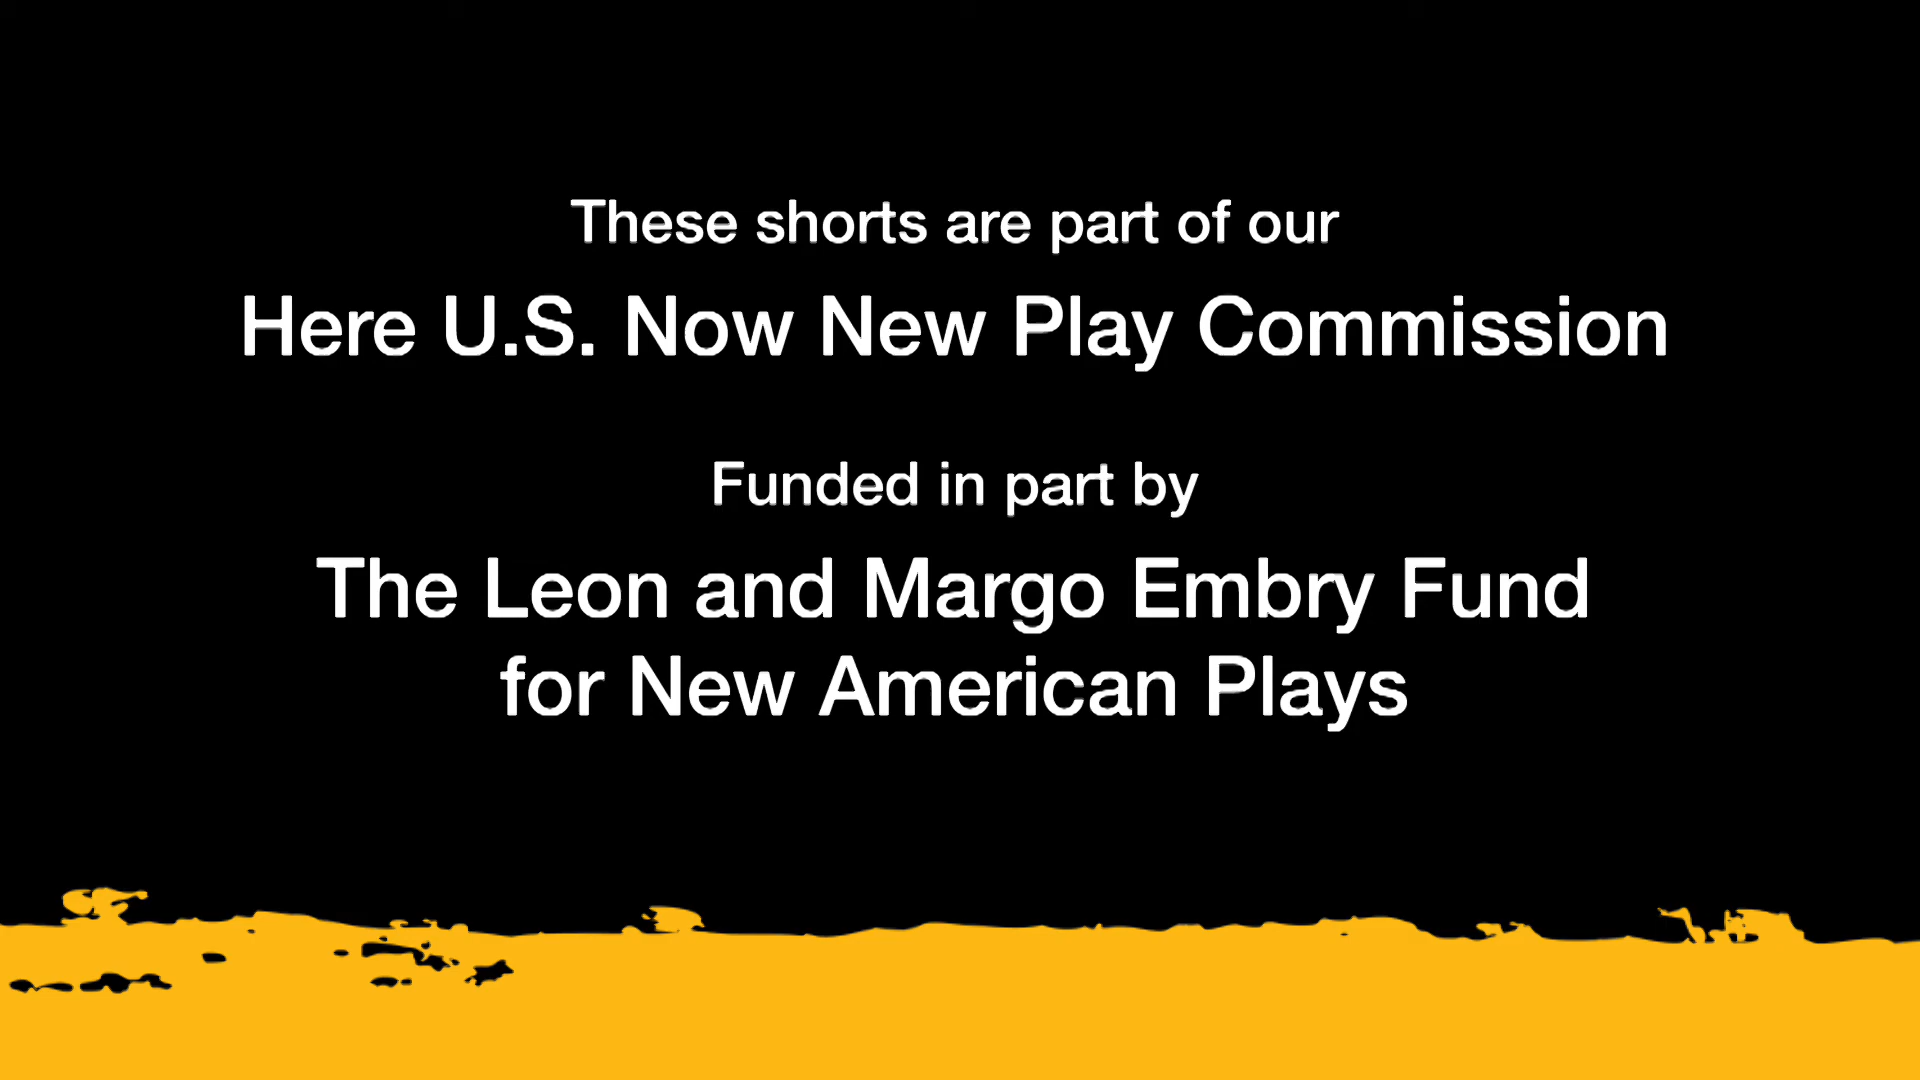 These shorts are part of our
Here U.S. Now New Play Commission
Funded in part by
The Leon and Margo Embry Fund
for New American Plays